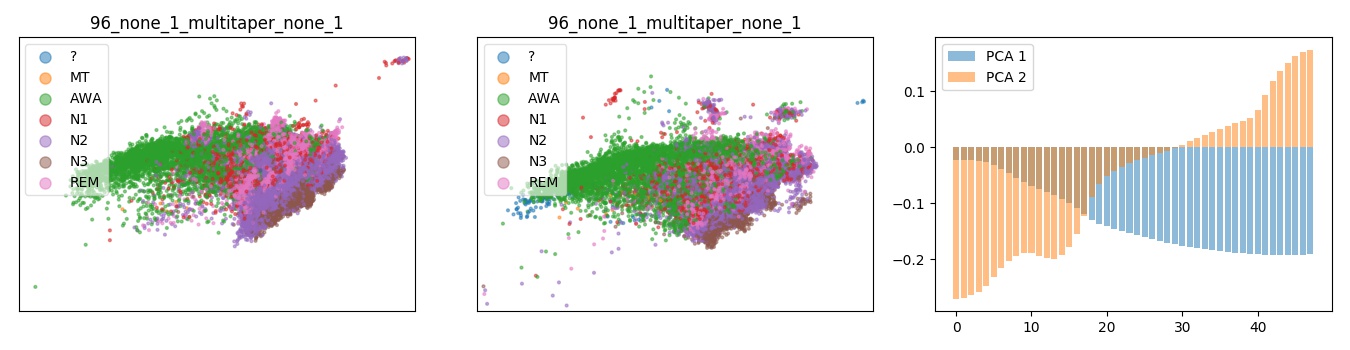 96_none_1_multitaper_none_1
?
MT
AWA
N1
N2
N3
REM
96_none_1_multitaper_none_1
?
MT
AWA
N1
N2
N3
REM
PCA 1
PCA 2
0.1
0.0
−0.1
−0.2
0 10 20 30 40